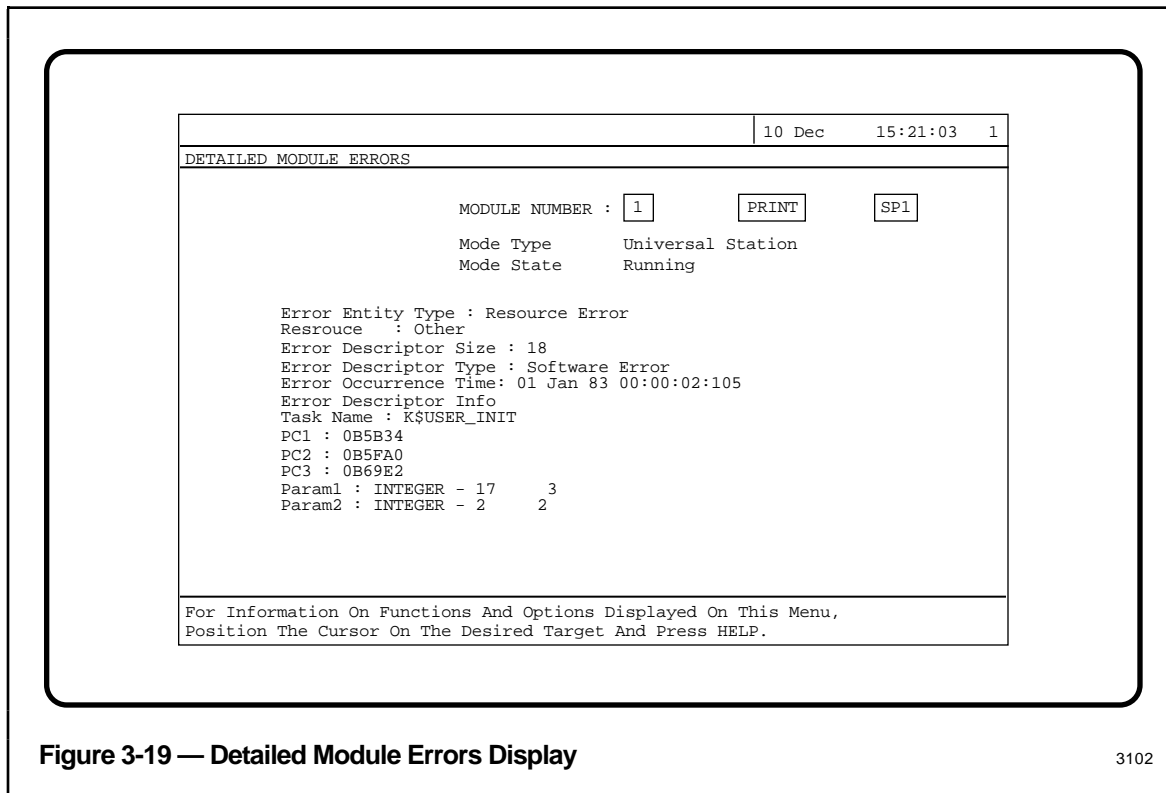 10 Dec 15:21:03 1
DETAILED MODULE ERRORS
MODULE NUMBER : 1 PRINT SP1
Mode Type Universal Station
Mode State Running
Error Entity Type : Resource Error
Resrouce : Other
Error Descriptor Size : 18
Error Descriptor Type : Software Error
Error Occurrence Time: 01 Jan 83 00:00:02:105
Error Descriptor Info
Task Name : K$USER_INIT
PC1 : 0B5B34
PC2 : 0B5FA0
PC3 : 0B69E2
Param1 : INTEGER - 17 3
Param2 : INTEGER - 2 2
For Information On Functions And Options Displayed On This Menu,
Position The Cursor On The Desired Target And Press HELP.
Figure 3-19 — Detailed Module Errors Display 3102